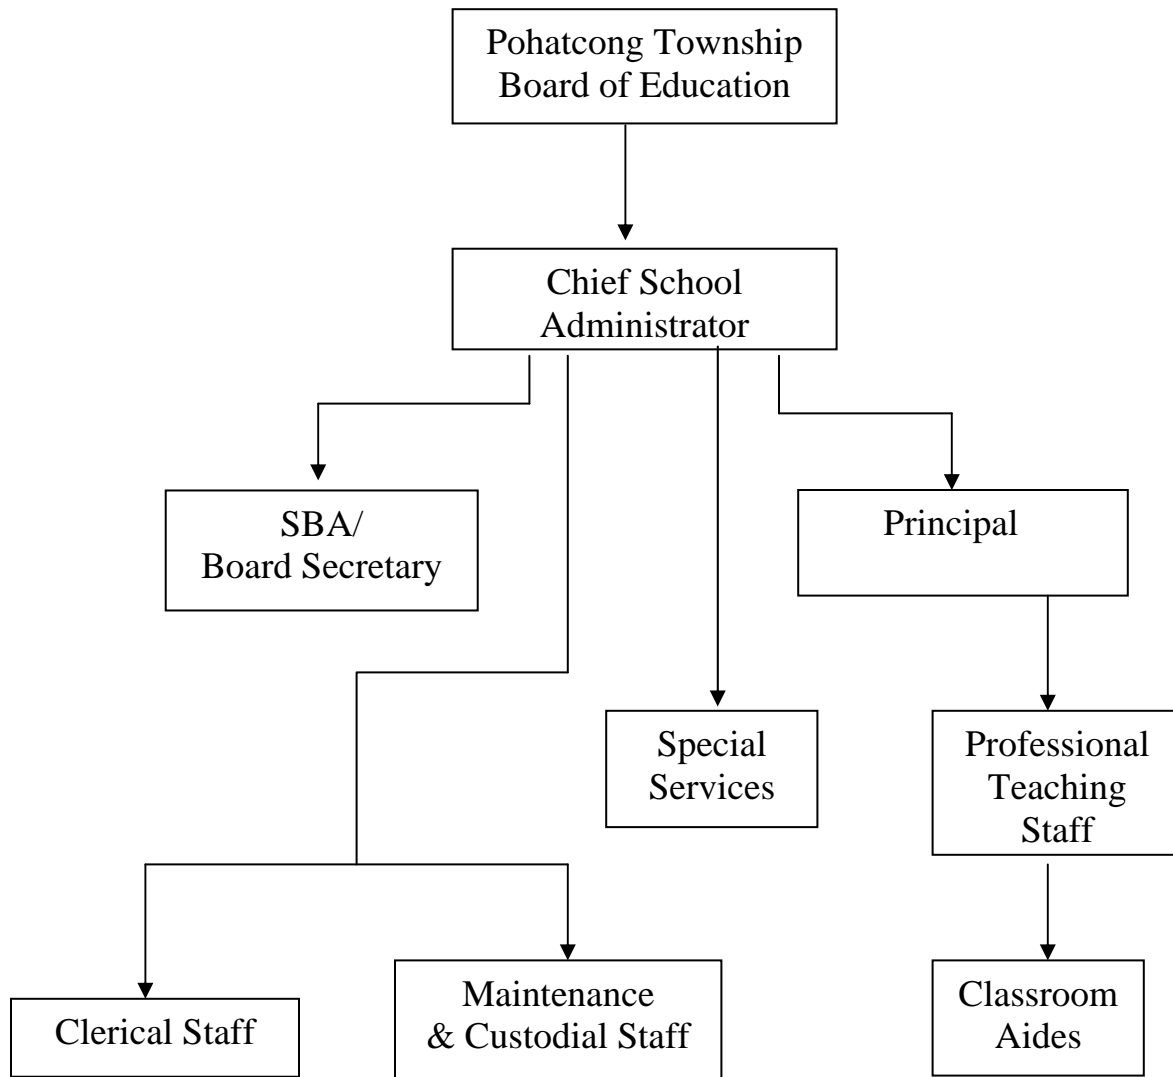 Pohatcong Township
Board of Education
Chief School
Administrator
SBA/
Board Secretary
Principal
Special
Services
Professional
Teaching
Staff
Clerical Staff
Maintenance
& Custodial Staff
Classroom
Aides